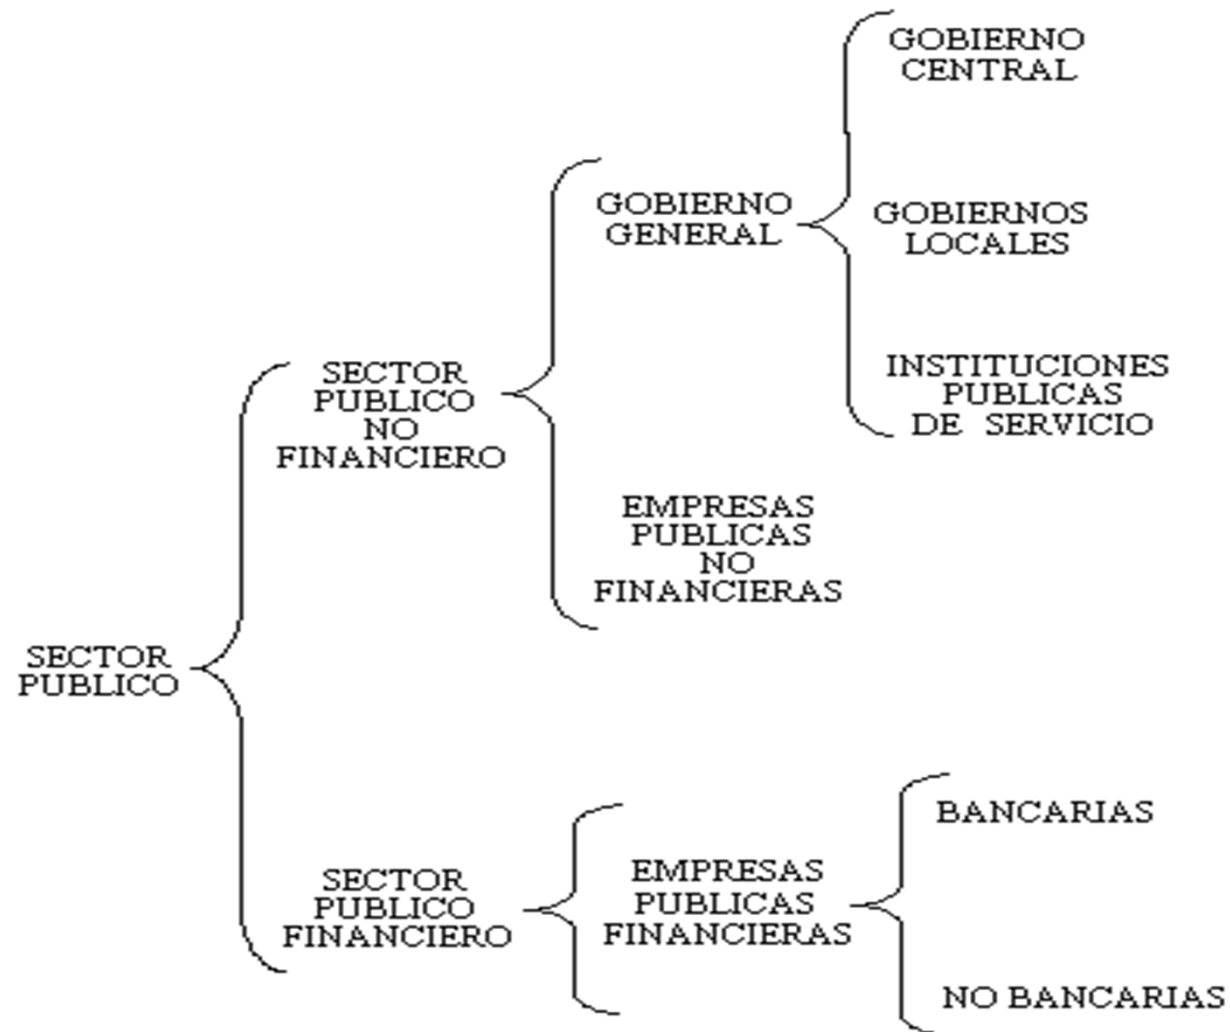 GOBIERNO
CENTRAL
GOBIERNO
GENERAL
GOBIERNOS
LOCALES
INSTITUCIONES
PUBLICAS
DE SERVICIO
SECTOR
PUBLICO
NO
FINANCIERO
EMPRESAS
PUBLICAS
NO
FINANCIERAS
SECTOR
PUBLICO
BANCARIAS
SECTOR
PUBLICO
FINANCIERO
EMPRESAS
PUBLICAS
FINANCIERAS
NO BANCARIAS